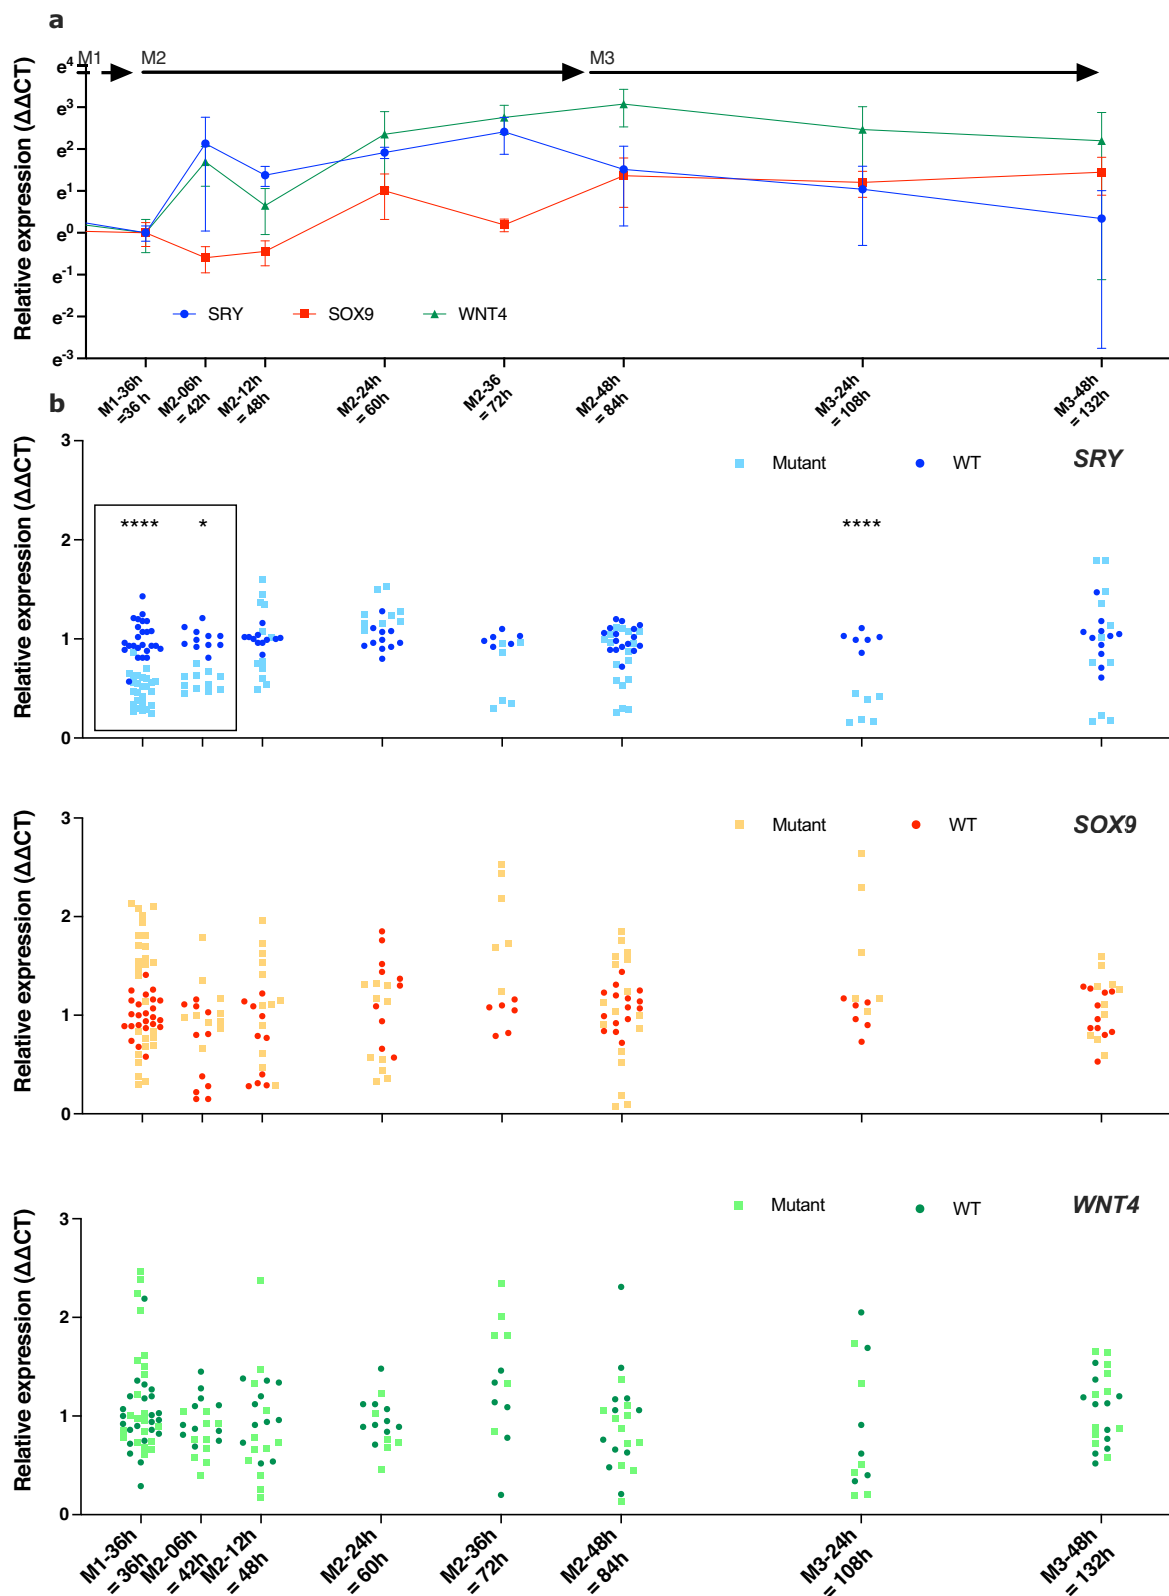 a
M1 M2 M3
Relative expression (ΔΔCT)
e4
e3
e2
e1
e0
e-1
e-2
e-3
SRY SOX9 WNT4
M1-36h
=36 h
M2-06h
= 42h
M2-12h
= 48h
M2-24h
= 60h
M2-36
= 72h
M2-48h
= 84h
M3-24h
= 108h
M3-48h
= 132h
b
Relative expression (ΔΔCT)
3
2
1
0
Mutant WT SRY
**** * ****
Relative expression (ΔΔCT)
3
2
1
0
Mutant WT SOX9
Relative expression (ΔΔCT)
3
2
1
0
Mutant WT WNT4
M1-36h
= 36h
M2-06h
= 42h
M2-12h
= 48h
M2-24h
= 60h
M2-36h
= 72h
M2-48h
= 84h
M3-24h
= 108h
M3-48h
= 132h